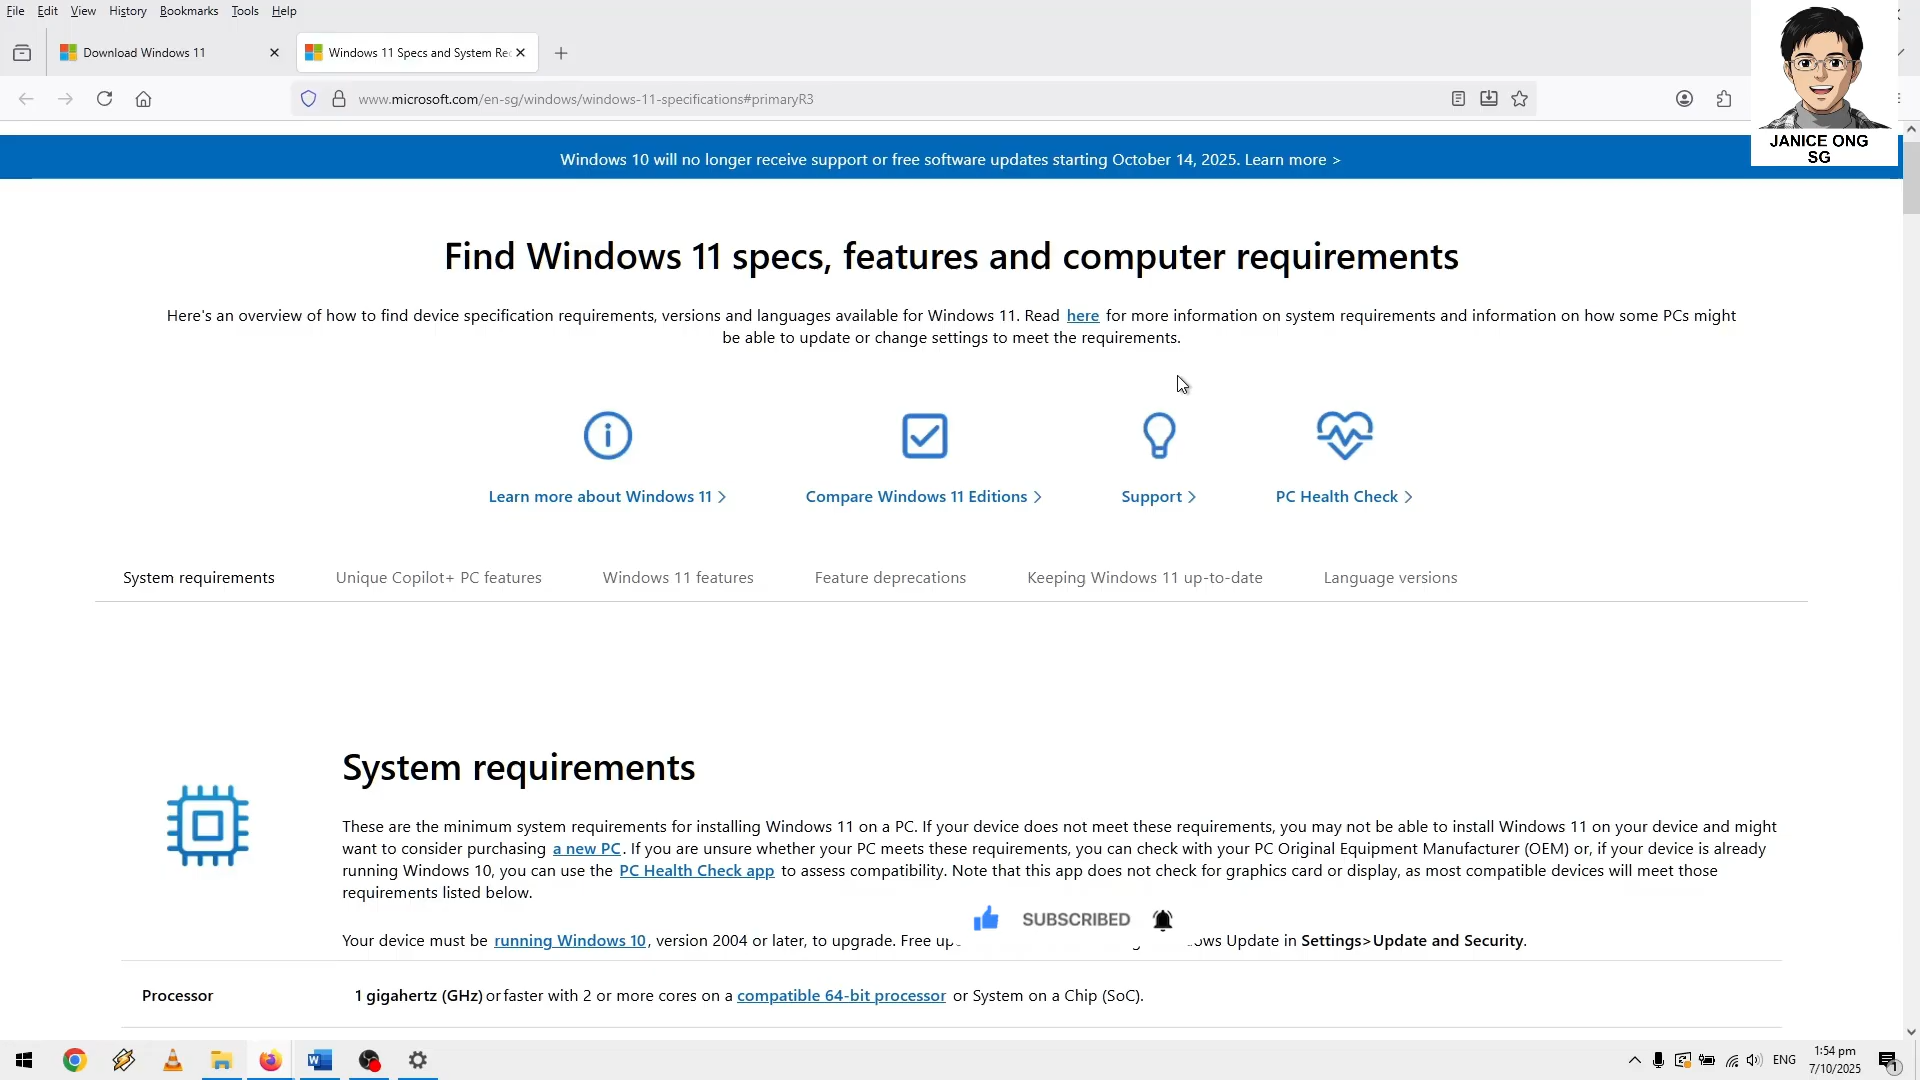 File Edit View History Bookmarks Tools Help
Download Windows 11
Windows 11 Specs and System Re
www.microsoft.com/en-sg/windows/windows-11-specifications#primaryR3
JANICE ONG
SG
Windows 10 will no longer receive support or free software updates starting October 14, 2025. Learn more >
Find Windows 11 specs, features and computer requirements
Here's an overview of how to find device specification requirements, versions and languages available for Windows 11. Read here for more information on system requirements and information on how some PCs might
be able to update or change settings to meet the requirements.
Learn more about Windows 11 >
Compare Windows 11 Editions >
Support >
PC Health Check >
System requirements
Unique Copilot+ PC features
Windows 11 features
Feature deprecations
Keeping Windows 11 up-to-date
Language versions
System requirements
These are the minimum system requirements for installing Windows 11 on a PC. If your device does not meet these requirements, you may not be able to install Windows 11 on your device and might
want to consider purchasing a new PC. If you are unsure whether your PC meets these requirements, you can check with your PC Original Equipment Manufacturer (OEM) or, if your device is already
running Windows 10, you can use the PC Health Check app to assess compatibility. Note that this app does not check for graphics card or display, as most compatible devices will meet those
requirements listed below.
SUBSCRIBED
Your device must be running Windows 10, version 2004 or later, to upgrade. Free in Settings>Update and Security.
Processor
1 gigahertz (GHz) or faster with 2 or more cores on a compatible 64-bit processor or System on a Chip (SoC).
ENG
1:54 pm
7/10/2025
1